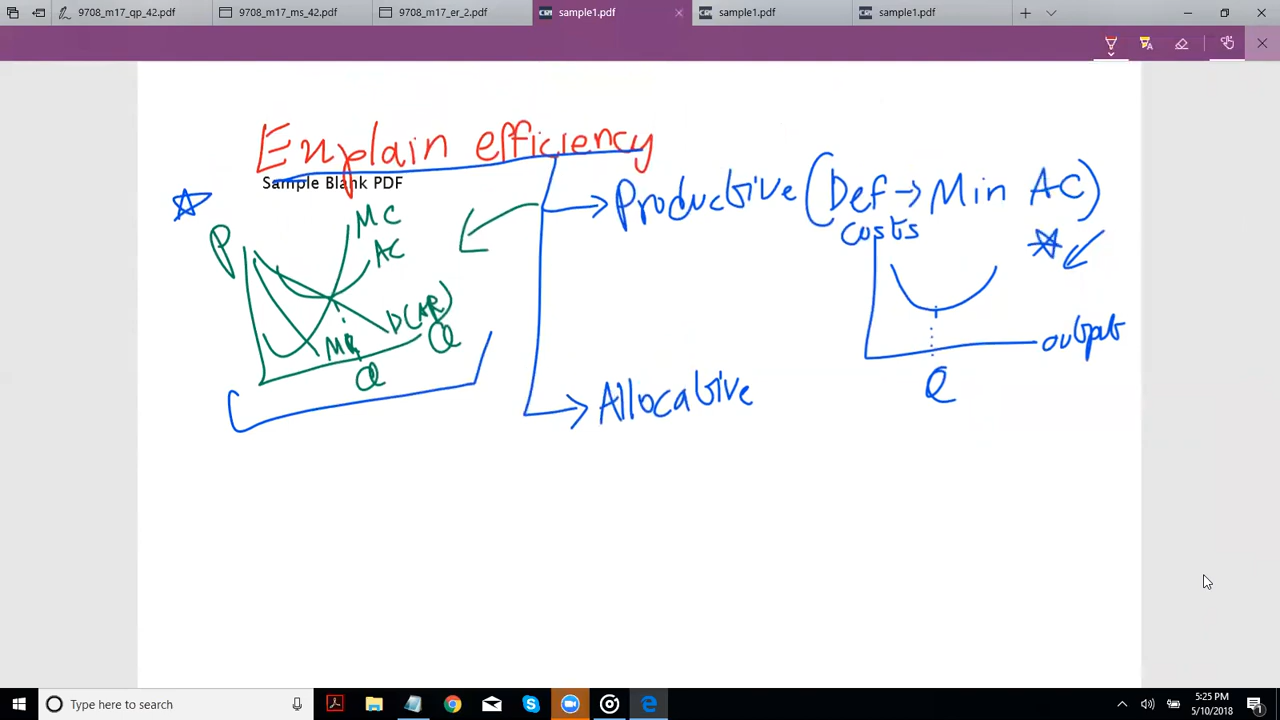 9708_m17_qp_42.pdf
9708_m17_ms_42.pdf
9708_m17_er_2.pdf
sample1.pdf
sample1.pdf
sample1.pdf
Explain efficiency
Sample Blank PDF
Productive (Def → Min AC)
costs
output
Q
P
MC
AC
D(AR)
MR
Q
Q
Allocative
Type here to search
5:25 PM
5/10/2018